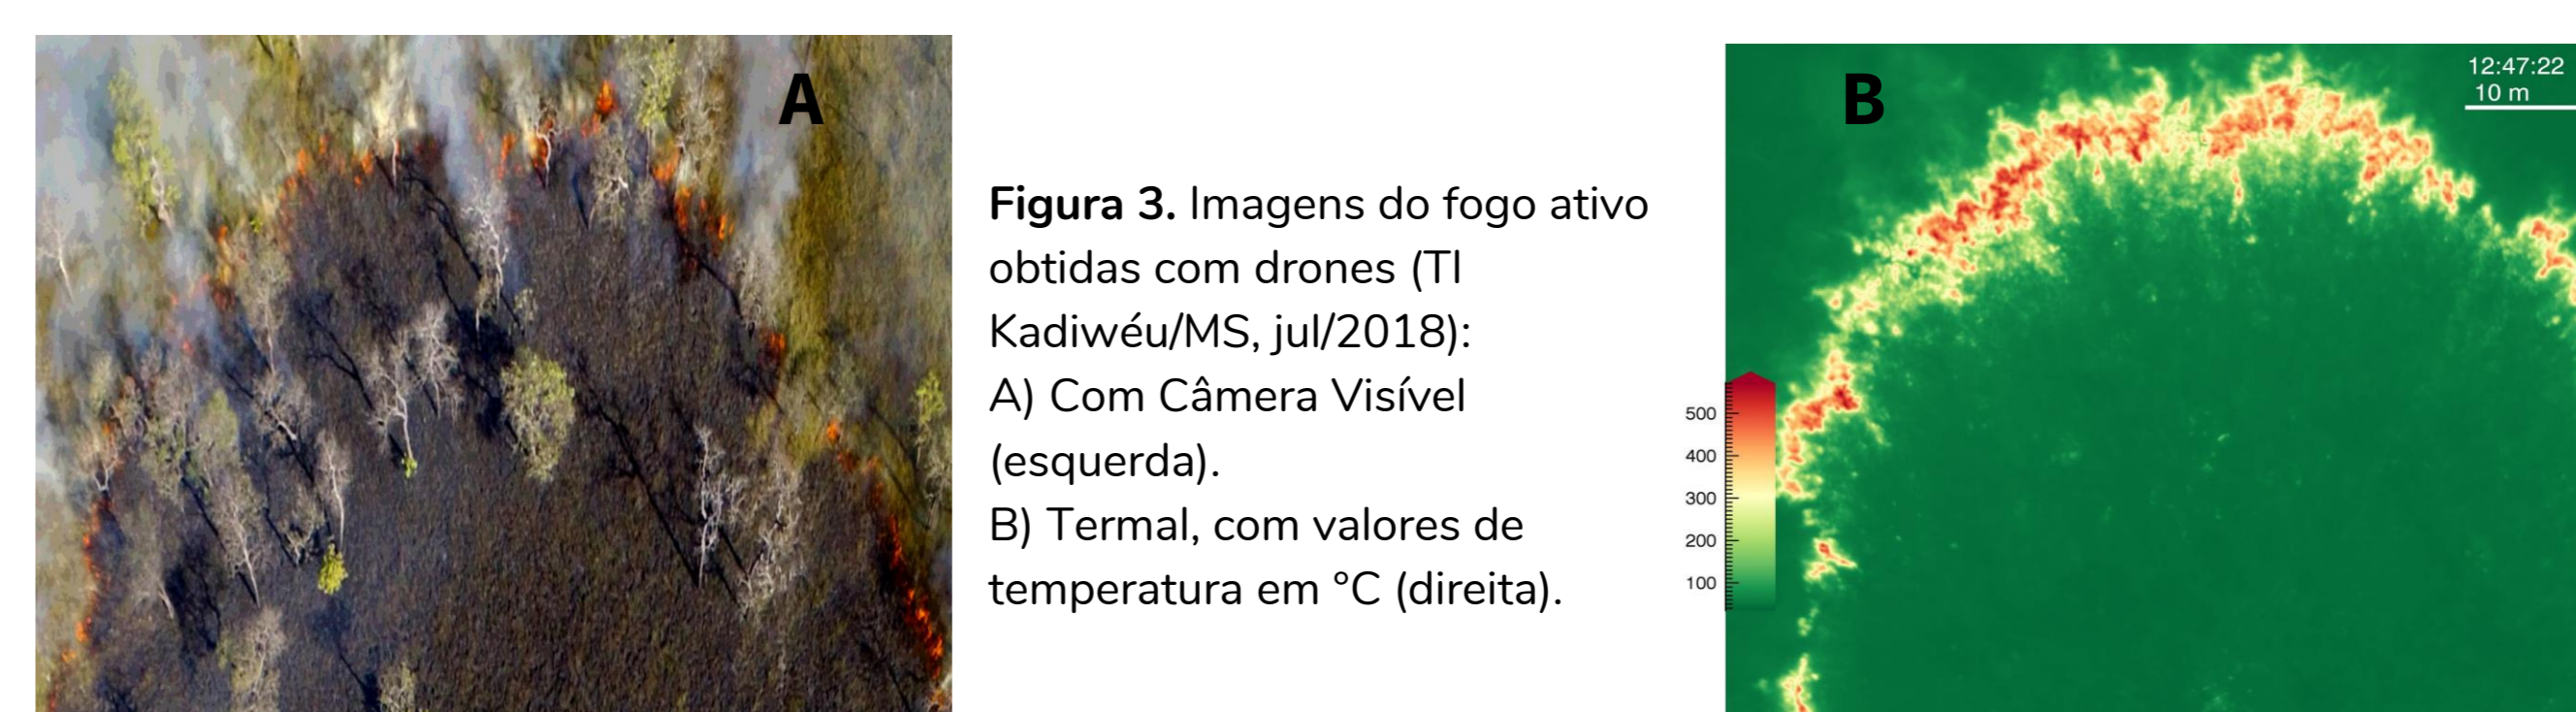 A
Figura 3. Imagens do fogo ativo
obtidas com drones (TI
Kadiwéu/MS, jul/2018):
A) Com Câmera Visível
(esquerda).
B) Termal, com valores de
temperatura em °C (direita).
B
12:47:22
10 m
500
400
300
200
100